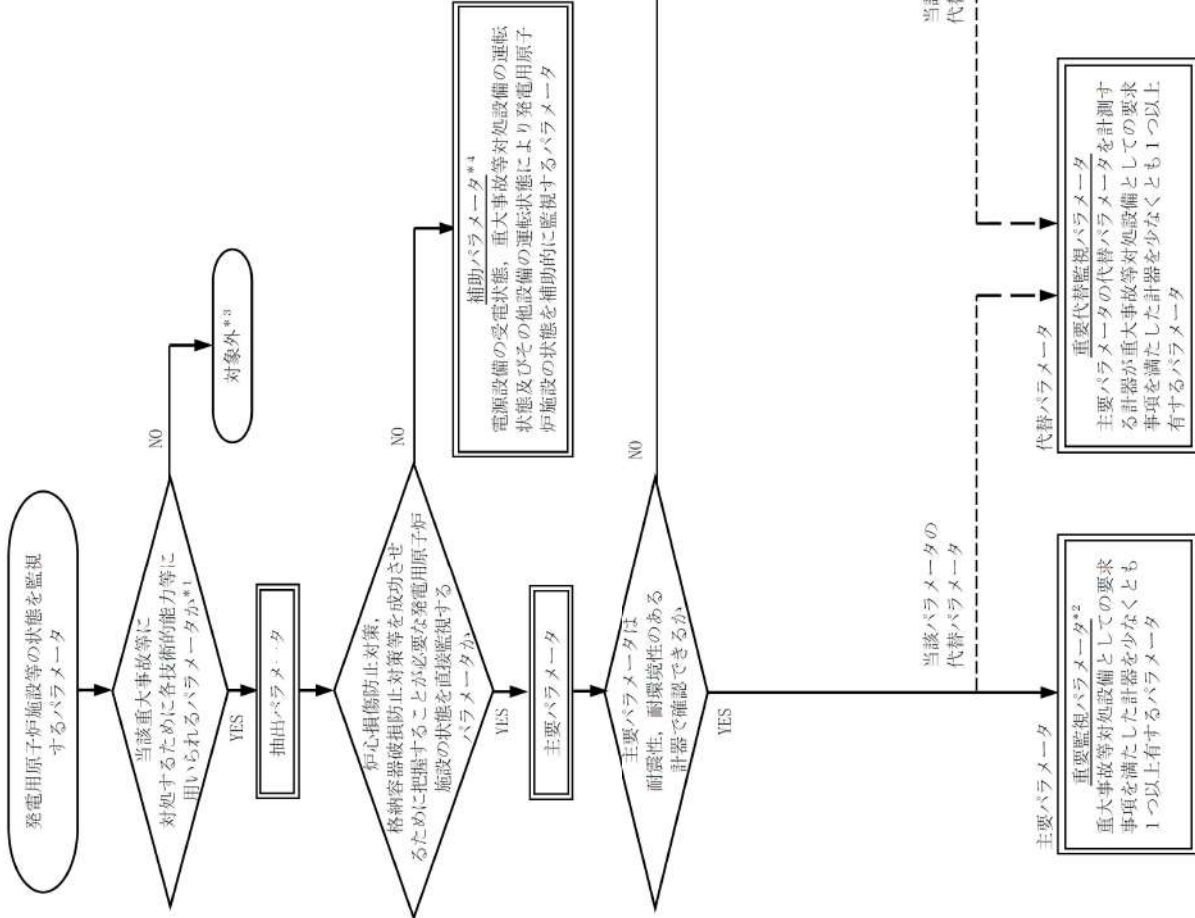 発電用原子炉施設等の状態を監視
するパラメータ
当該重大事故等に
対処するために各技術的能力等に
用いられるパラメータか*1
NO
対象外*3
YES
抽出パラメータ
炉心損傷防止対策,
格納容器破損防止対策等を成功させ
るために把握することが必要な発電用原子炉
施設の状態を直接監視する
パラメータか
NO
補助パラメータ*4
電源設備の受電状態, 重大事故等対処設備の運転
状態及びその他設備の運転状態により発電用原子
炉施設の状態を補助的に監視するパラメータ
YES
主要パラメータ
主要パラメータは
耐震性, 耐環境性のある
計器で確認できるか
NO
YES
当該パラメータの
代替パラメータ
当該
代替
主要パラメータ
重要監視パラメータ*2
重大事故等対処設備としての要求
事項を満たした計器を少なくとも
1つ以上有するパラメータ
代替パラメータ
重要代替監視パラメータ
主要パラメータの代替パラメータを計測す
る計器が重大事故等対処設備としての要求
事項を満たした計器を少なくとも1つ以上
有するパラメータ